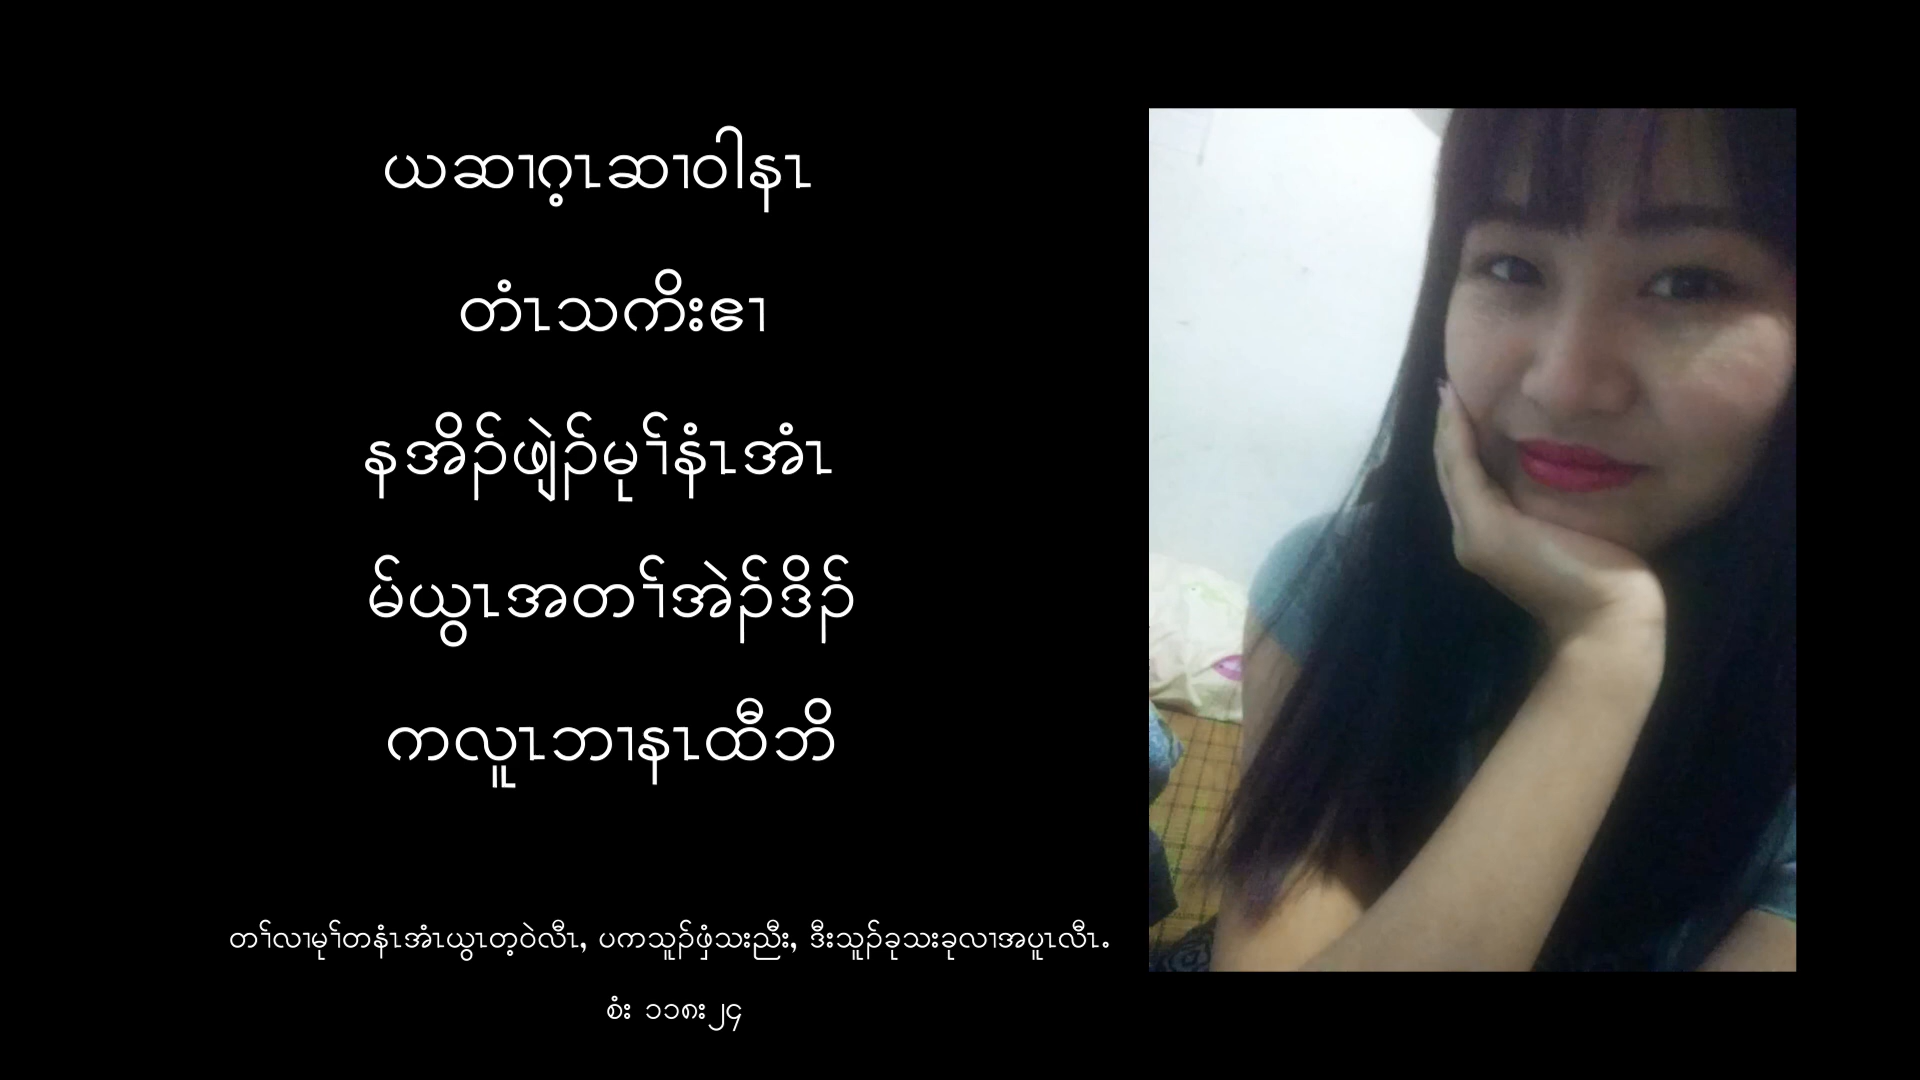 ယဆၢဂ့ၤဆၢဝါနၤ
တံၤသကိးဧၢ
နအိၣ်ဖျဲၣ်မုၢ်နံၤအံၤ
မ်ယွၤအတၢ်အဲၣ်ဒိၣ်
ကလူၤဘၢနၤထီဘိ
တၢ်လၢမုၢ်တနံၤအံၤယွၤတ့ဝဲလီၤ, ပကသူၣ်ဖှံသးညီး, ဒီးသူၣ်ခုသးခုလၢအပူၤလီၤ.
စံး ၁၁၈း၂၄